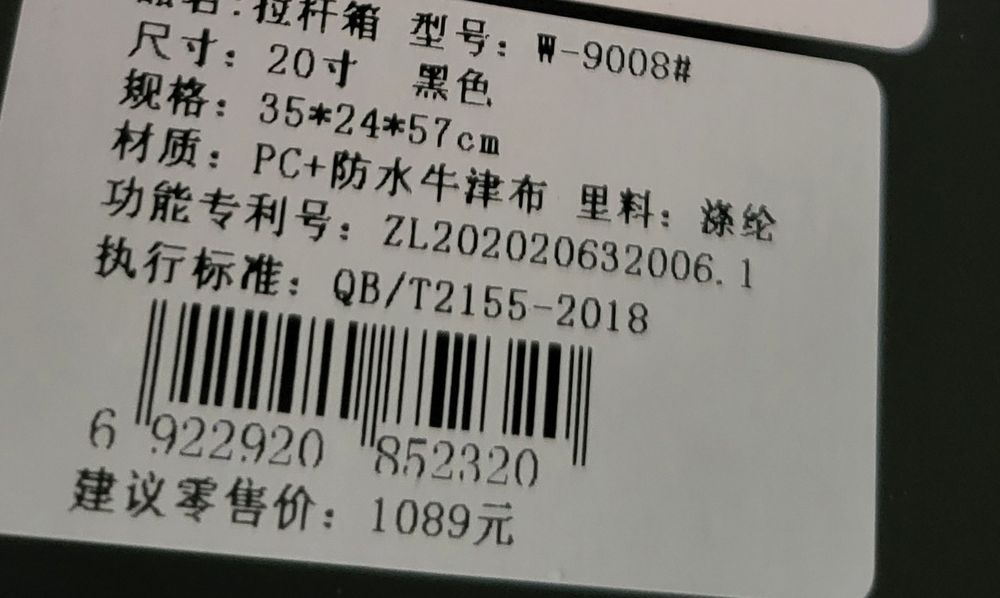 品名:拉杆箱 型号: W-9008#
尺寸: 20寸 黑色
规格: 35*24*57cm
材质: PC+防水牛津布 里料: 涤纶
功能专利号: ZL202020632006.1
执行标准: QB/T2155-2018
6 922920 852320
建议零售价: 1089元